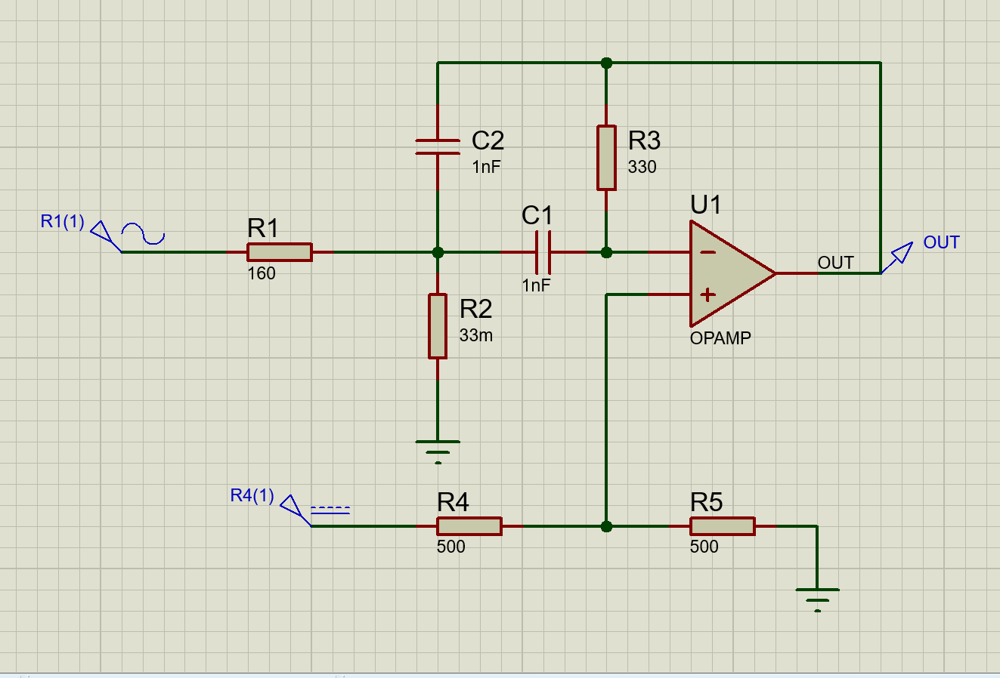 C2
1nF
R3
330
U1
R1(1)
R1
160
C1
1nF
OUT
OUT
R2
33m
OPAMP
R4(1)
R4
500
R5
500